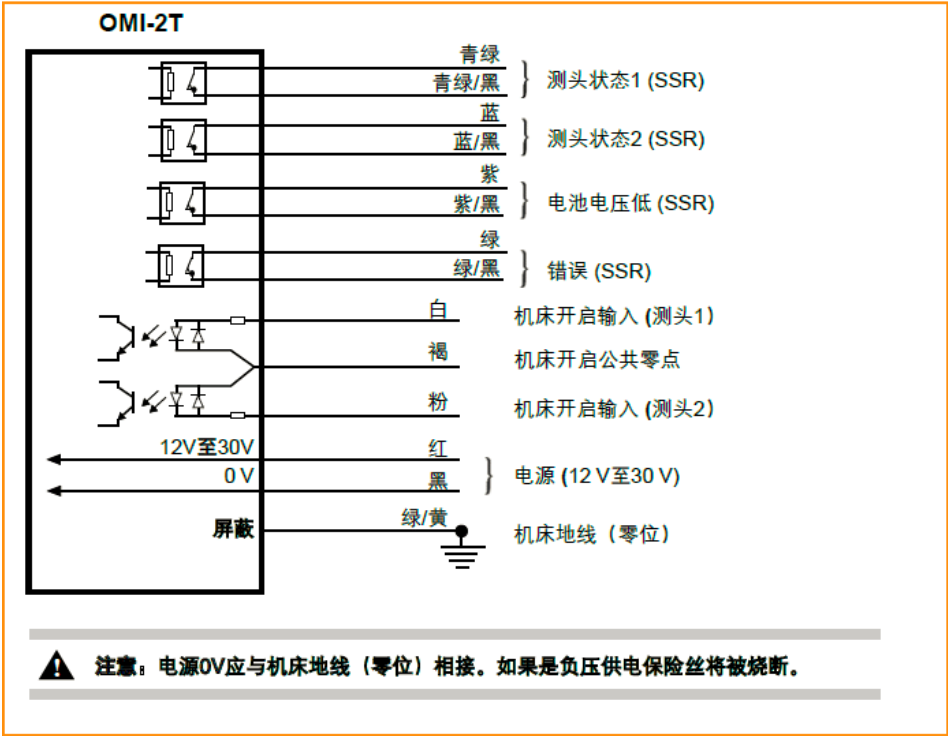 OMI-2T
青绿
青绿/黑
测头状态1 (SSR)
蓝
蓝/黑
测头状态2 (SSR)
紫
紫/黑
电池电压低 (SSR)
绿
绿/黑
错误 (SSR)
白
机床开启输入 (测头1)
褐
机床开启公共零点
粉
机床开启输入 (测头2)
12V至30V
红
0 V
黑
电源 (12 V至30 V)
屏蔽
绿/黄
机床地线（零位）
注意：电源0V应与机床地线（零位）相接。如果是负压供电保险丝将被烧断。